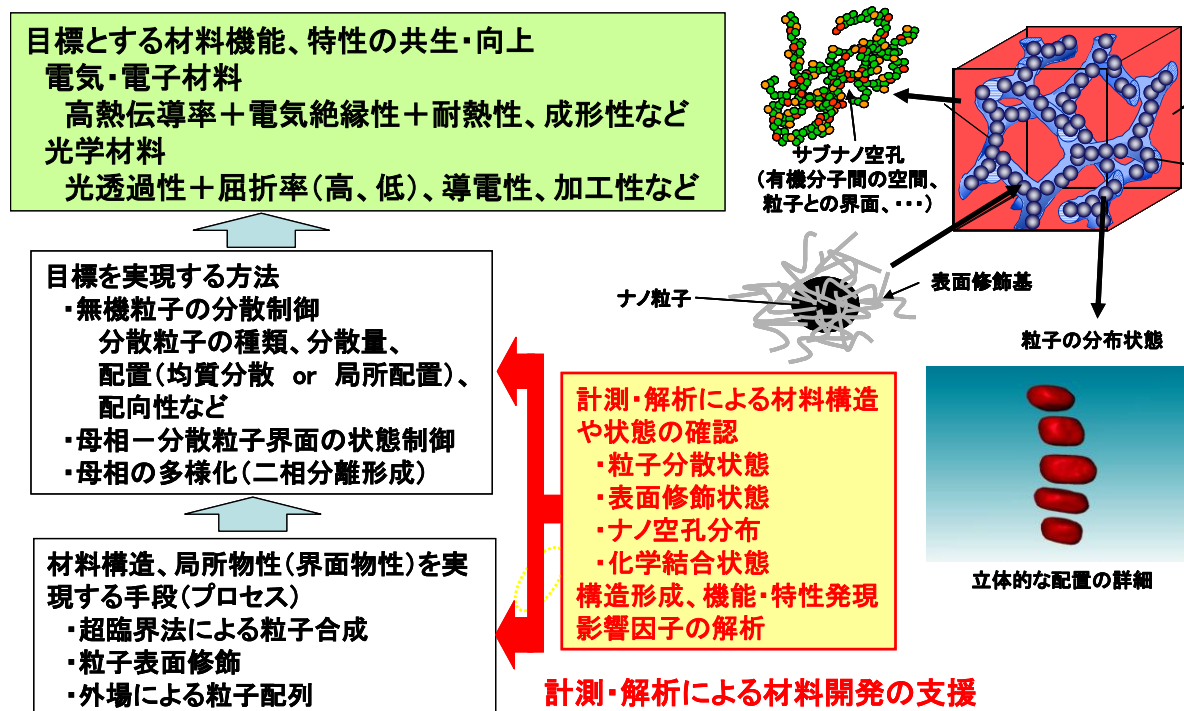 目標とする材料機能、特性の共生・向上
電気・電子材料
高熱伝導率＋電気絶縁性＋耐熱性、成形性など
光学材料
光透過性＋屈折率（高、低）、導電性、加工性など
目標を実現する方法
・無機粒子の分散制御
分散粒子の種類、分散量、
配置（均質分散 or 局所配置）、
配向性など
・母相－分散粒子界面の状態制御
・母相の多様化（二相分離形成）
材料構造、局所物性（界面物性）を実
現する手段（プロセス）
・超臨界法による粒子合成
・粒子表面修飾
・外場による粒子配列
計測・解析による材料構造
や状態の確認
・粒子分散状態
・表面修飾状態
・ナノ空孔分布
・化学結合状態
構造形成、機能・特性発現
影響因子の解析
計測・解析による材料開発の支援
サブナノ空孔
（有機分子間の空間、
粒子との界面、・・・）
ナノ粒子
表面修飾基
粒子の分布状態
立体的な配置の詳細